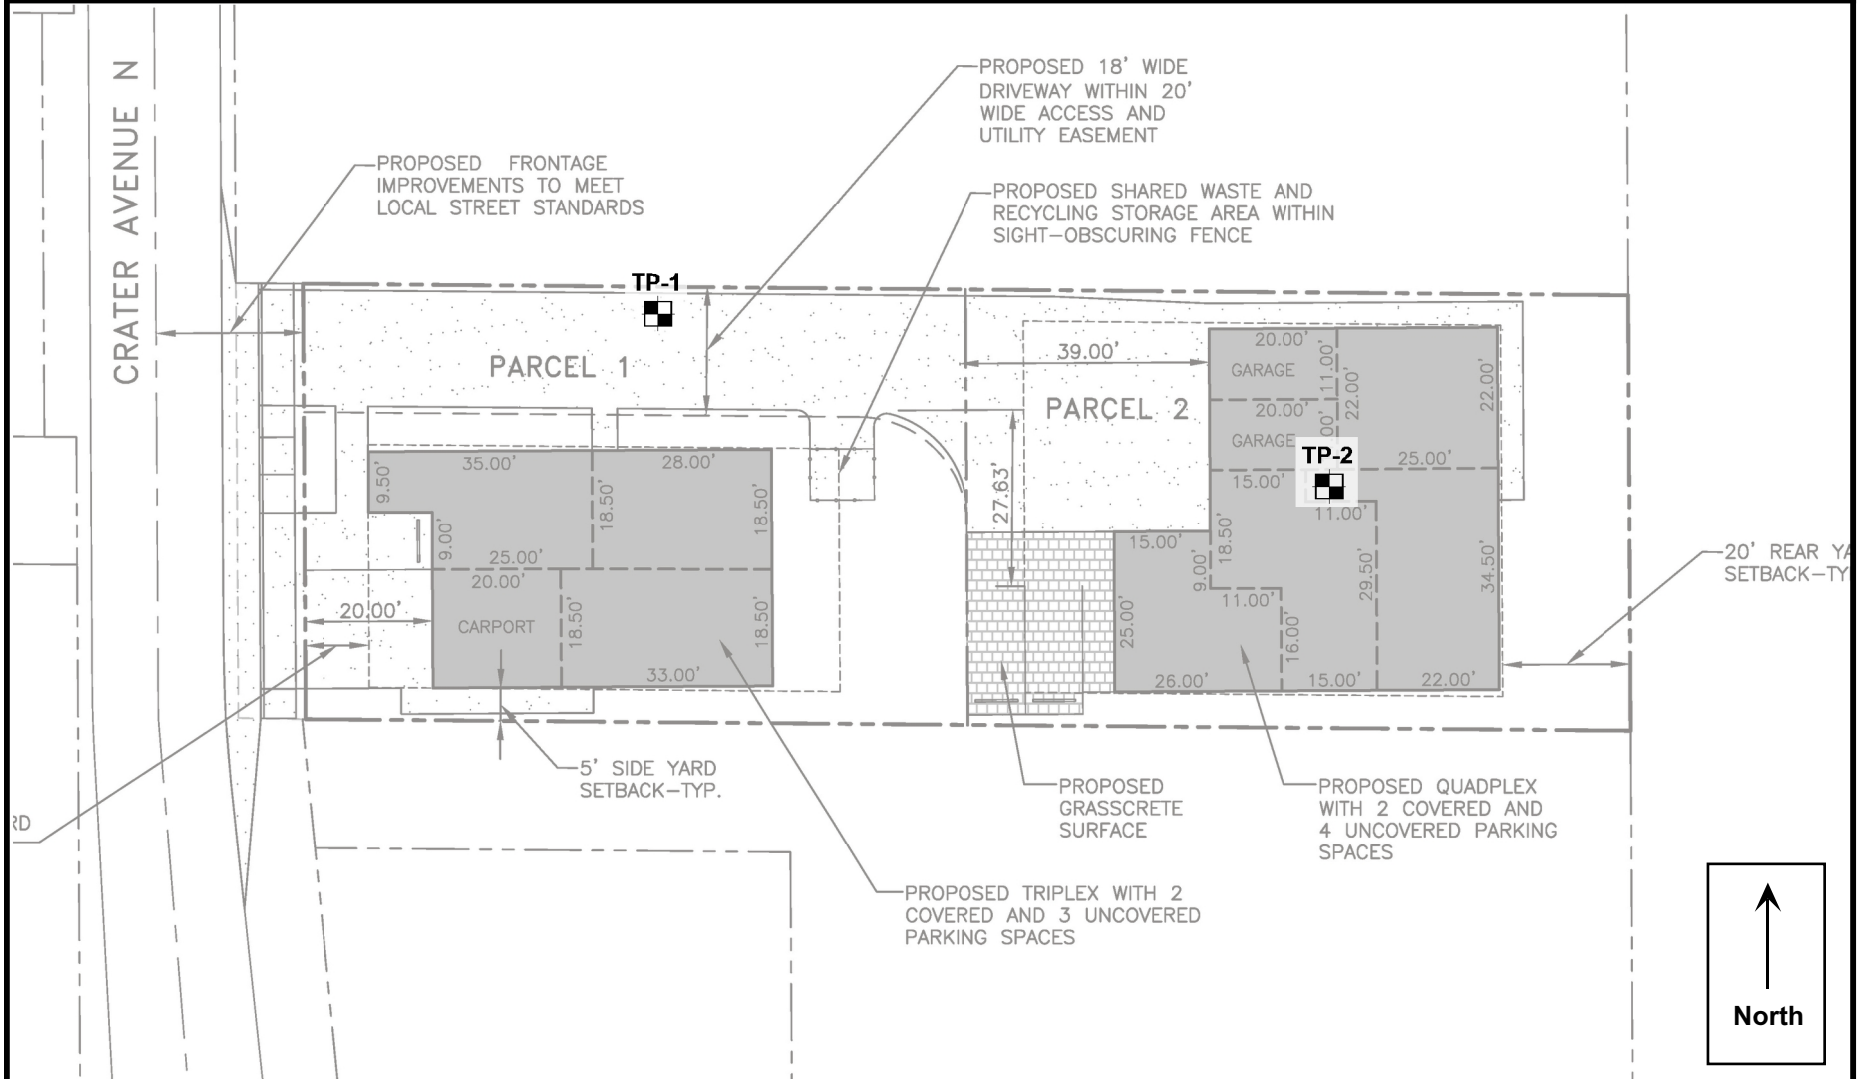 CRATER AVENUE N
PROPOSED FRONTAGE
IMPROVEMENTS TO MEET
LOCAL STREET STANDARDS
PROPOSED 18' WIDE
DRIVEWAY WITHIN 20'
WIDE ACCESS AND
UTILITY EASEMENT
PROPOSED SHARED WASTE AND
RECYCLING STORAGE AREA WITHIN
SIGHT-OBSCURING FENCE
TP-1
PARCEL 1
39.00'
PARCEL 2
27.63'
35.00'
28.00'
9.50'
18.50'
18.50'
9.00'
25.00'
20.00'
20.00'
CARPORT
18.50'
18.50'
33.00'
20.00'
GARAGE
11.00'
22.00'
22.00'
20.00'
GARAGE
00'
TP-2
25.00'
15.00'
11.00'
15.00'
18.50'
9.00'
29.50'
34.50'
11.00'
25.00'
16.00'
26.00'
15.00'
22.00'
20' REAR YA
SETBACK-TY
5' SIDE YARD
SETBACK-TYP.
RD
PROPOSED
GRASSCRETE
SURFACE
PROPOSED QUADPLEX
WITH 2 COVERED AND
4 UNCOVERED PARKING
SPACES
PROPOSED TRIPLEX WITH 2
COVERED AND 3 UNCOVERED
PARKING SPACES
North